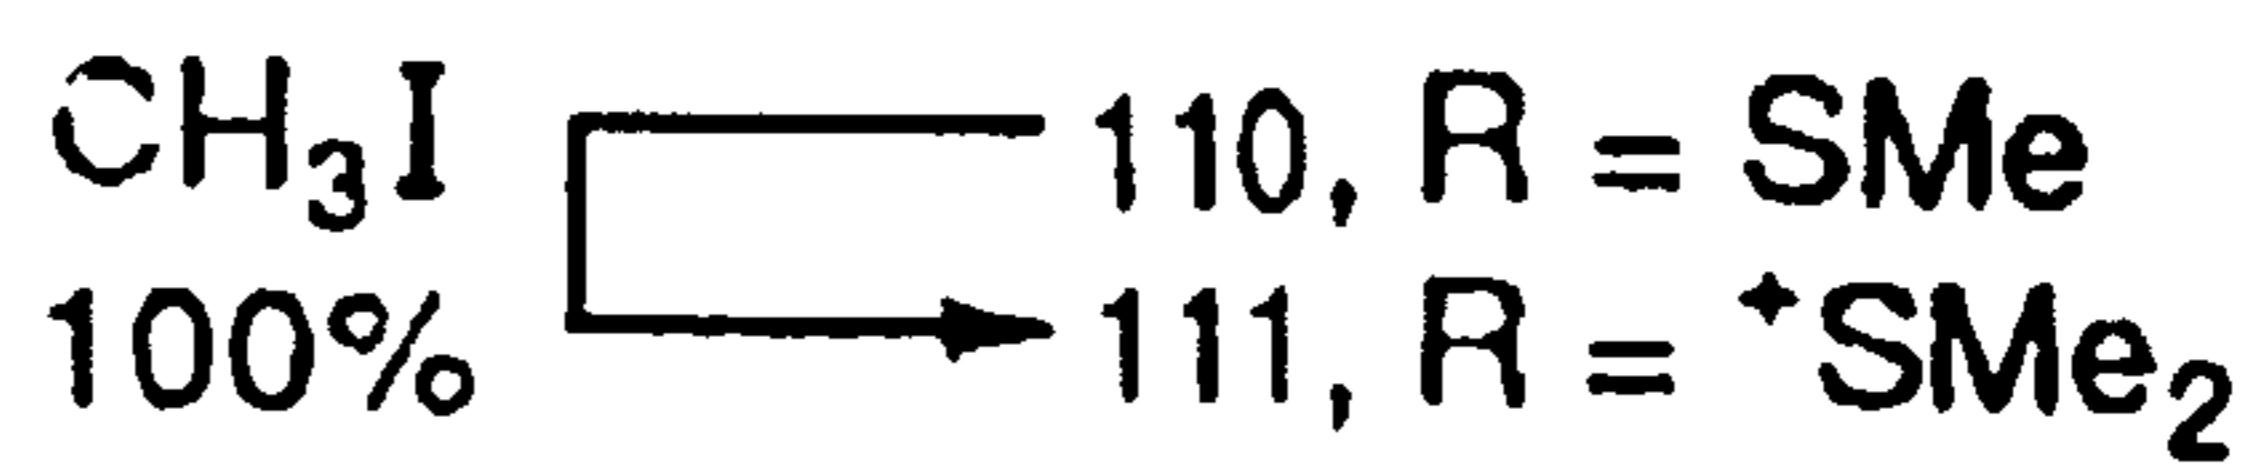 CH₃I 110, R = SMe
100% 111, R = ⁺SMe₂